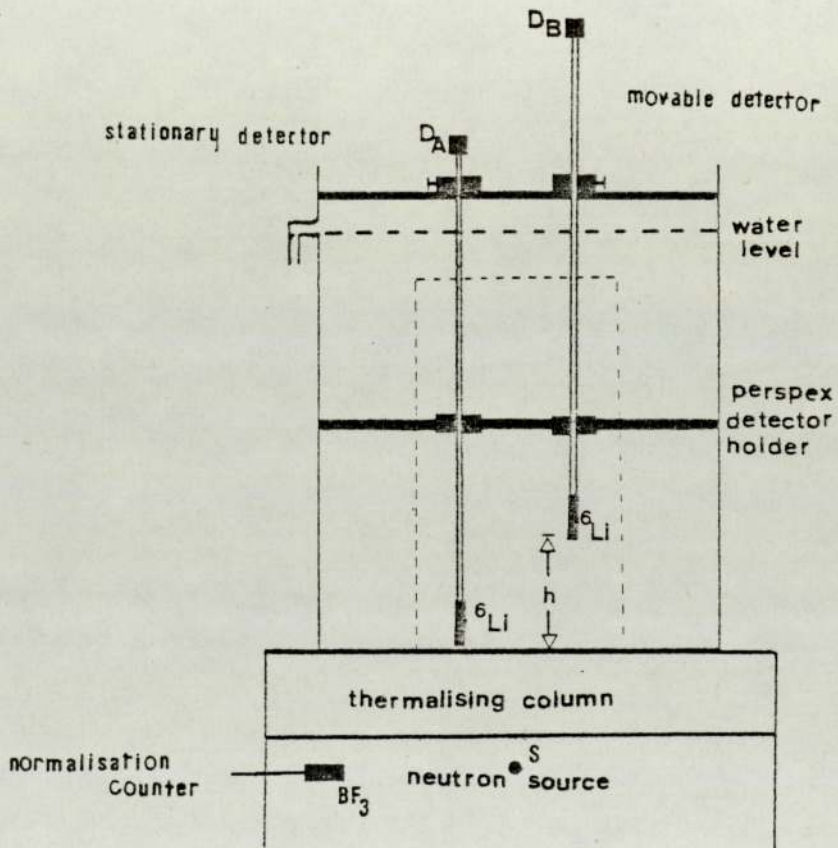 D_B
movable detector
stationary detector
D_A
water
level
perspex
detector
holder
⁶Li
h
⁶Li
thermalising column
normalisation
counter
BF₃
S
neutron source